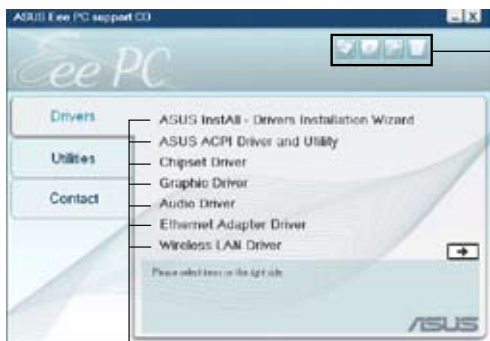 ASUS Eee PC support CD
Eee PC
Drivers
Utilities
Contact
ASUS InstAll - Drivers Installation Wizard
ASUS ACPI Driver and Utility
Chipset Driver
Graphic Driver
Audio Driver
Ethernet Adapter Driver
Wireless LAN Driver
Please select items on the right side
ASUS